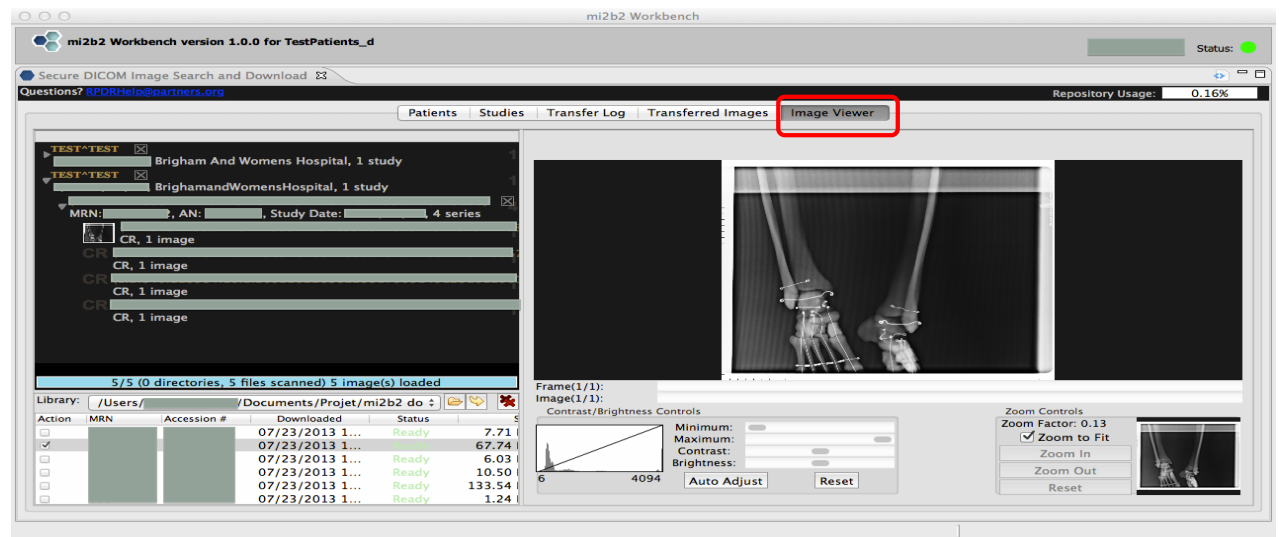 mi2b2 Workbench
mi2b2 Workbench version 1.0.0 for TestPatients_d
Status:
Secure DICOM Image Search and Download
Questions? RPDRHelp@partners.org
Repository Usage: 0.16%
Patients Studies Transfer Log Transferred Images Image Viewer
TEST^TEST
Brigham And Womens Hospital, 1 study
TEST^TEST
BrighamandWomensHospital, 1 study
MRN: , AN: , Study Date: , 4 series
CR, 1 image
CR
CR, 1 image
CR
CR, 1 image
CR
CR, 1 image
5/5 (0 directories, 5 files scanned) 5 image(s) loaded
Library: /Users/ /Documents/Projet/mi2b2 do
Action MRN Accession # Downloaded Status S
07/23/2013 1... Ready 7.71
07/23/2013 1... 67.74
07/23/2013 1... Ready 6.03
07/23/2013 1... Ready 10.50
07/23/2013 1... Ready 133.54
07/23/2013 1... Ready 1.24
Frame(1/1):
Image(1/1):
Contrast/Brightness Controls
Minimum:
Maximum:
Contrast:
Brightness:
6 4094
Auto Adjust Reset
Zoom Controls
Zoom Factor: 0.13
Zoom to Fit
Zoom In
Zoom Out
Reset